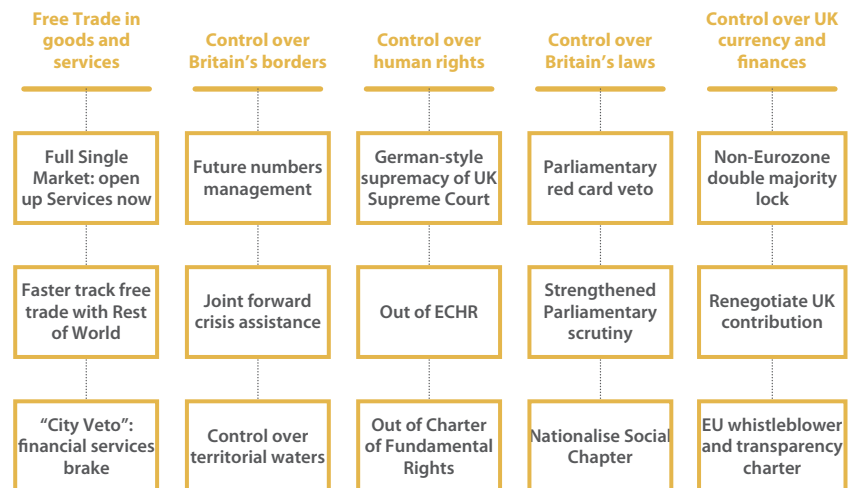 Free Trade in
goods and
services
Control over
Britain's borders
Control over
human rights
Control over
Britain's laws
Control over UK
currency and
finances
Full Single
Market: open
up Services now
Future numbers
management
German-style
supremacy of UK
Supreme Court
Parliamentary
red card veto
Non-Eurozone
double majority
lock
Faster track free
trade with Rest
of World
Joint forward
crisis assistance
Out of ECHR
Strengthened
Parliamentary
scrutiny
Renegotiate UK
contribution
“City Veto”:
financial services
brake
Control over
territorial waters
Out of Charter
of Fundamental
Rights
Nationalise Social
Chapter
EU whistleblower
and transparency
charter